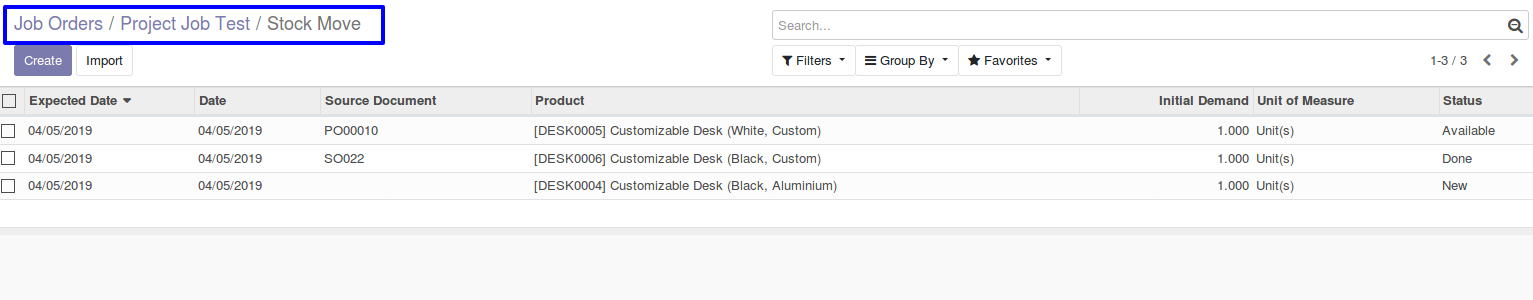 Job Orders / Project Job Test / Stock Move
Search...
Create Import Filters Group By Favorites 1-3 / 3
Expected Date Date Source Document Product Initial Demand Unit of Measure Status
04/05/2019 04/05/2019 PO00010 [DESK0005] Customizable Desk (White, Custom) 1.000 Unit(s) Available
04/05/2019 04/05/2019 SO022 [DESK0006] Customizable Desk (Black, Custom) 1.000 Unit(s) Done
04/05/2019 04/05/2019 [DESK0004] Customizable Desk (Black, Aluminium) 1.000 Unit(s) New